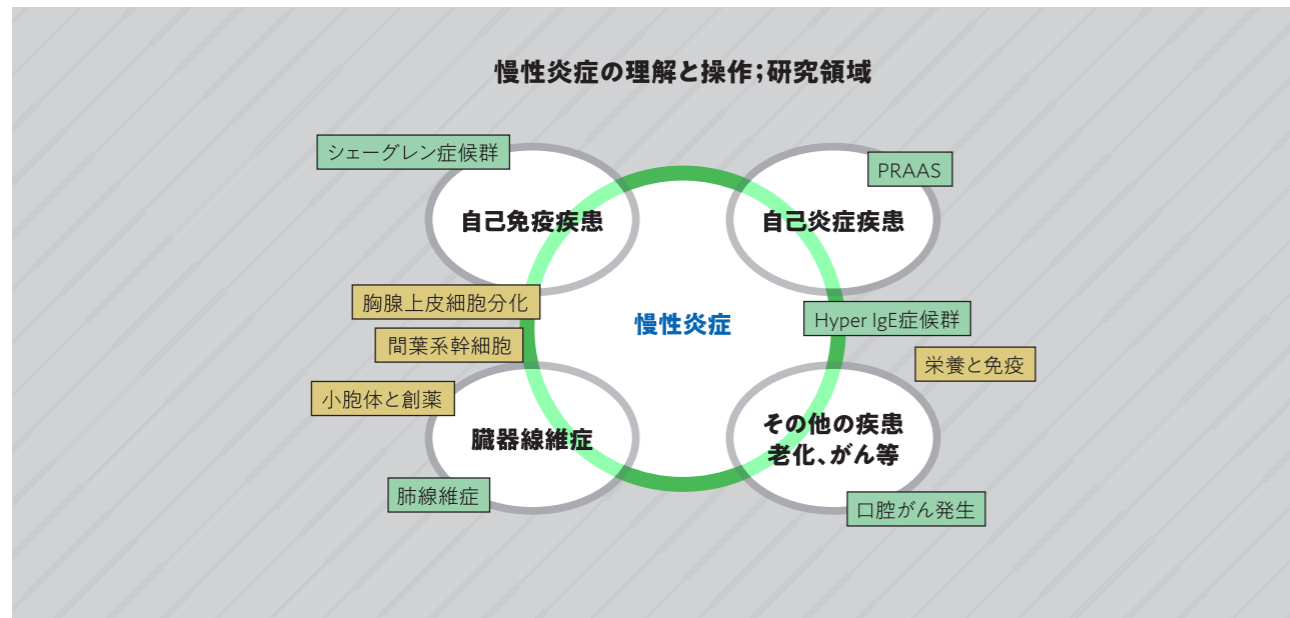 慢性炎症の理解と操作;研究領域
シェーグレン症候群
PRAAS
自己免疫疾患
自己炎症疾患
胸腺上皮細胞分化
慢性炎症
Hyper IgE症候群
間葉系幹細胞
栄養と免疫
小胞体と創薬
臓器線維症
その他の疾患
老化、がん等
肺線維症
口腔がん発生